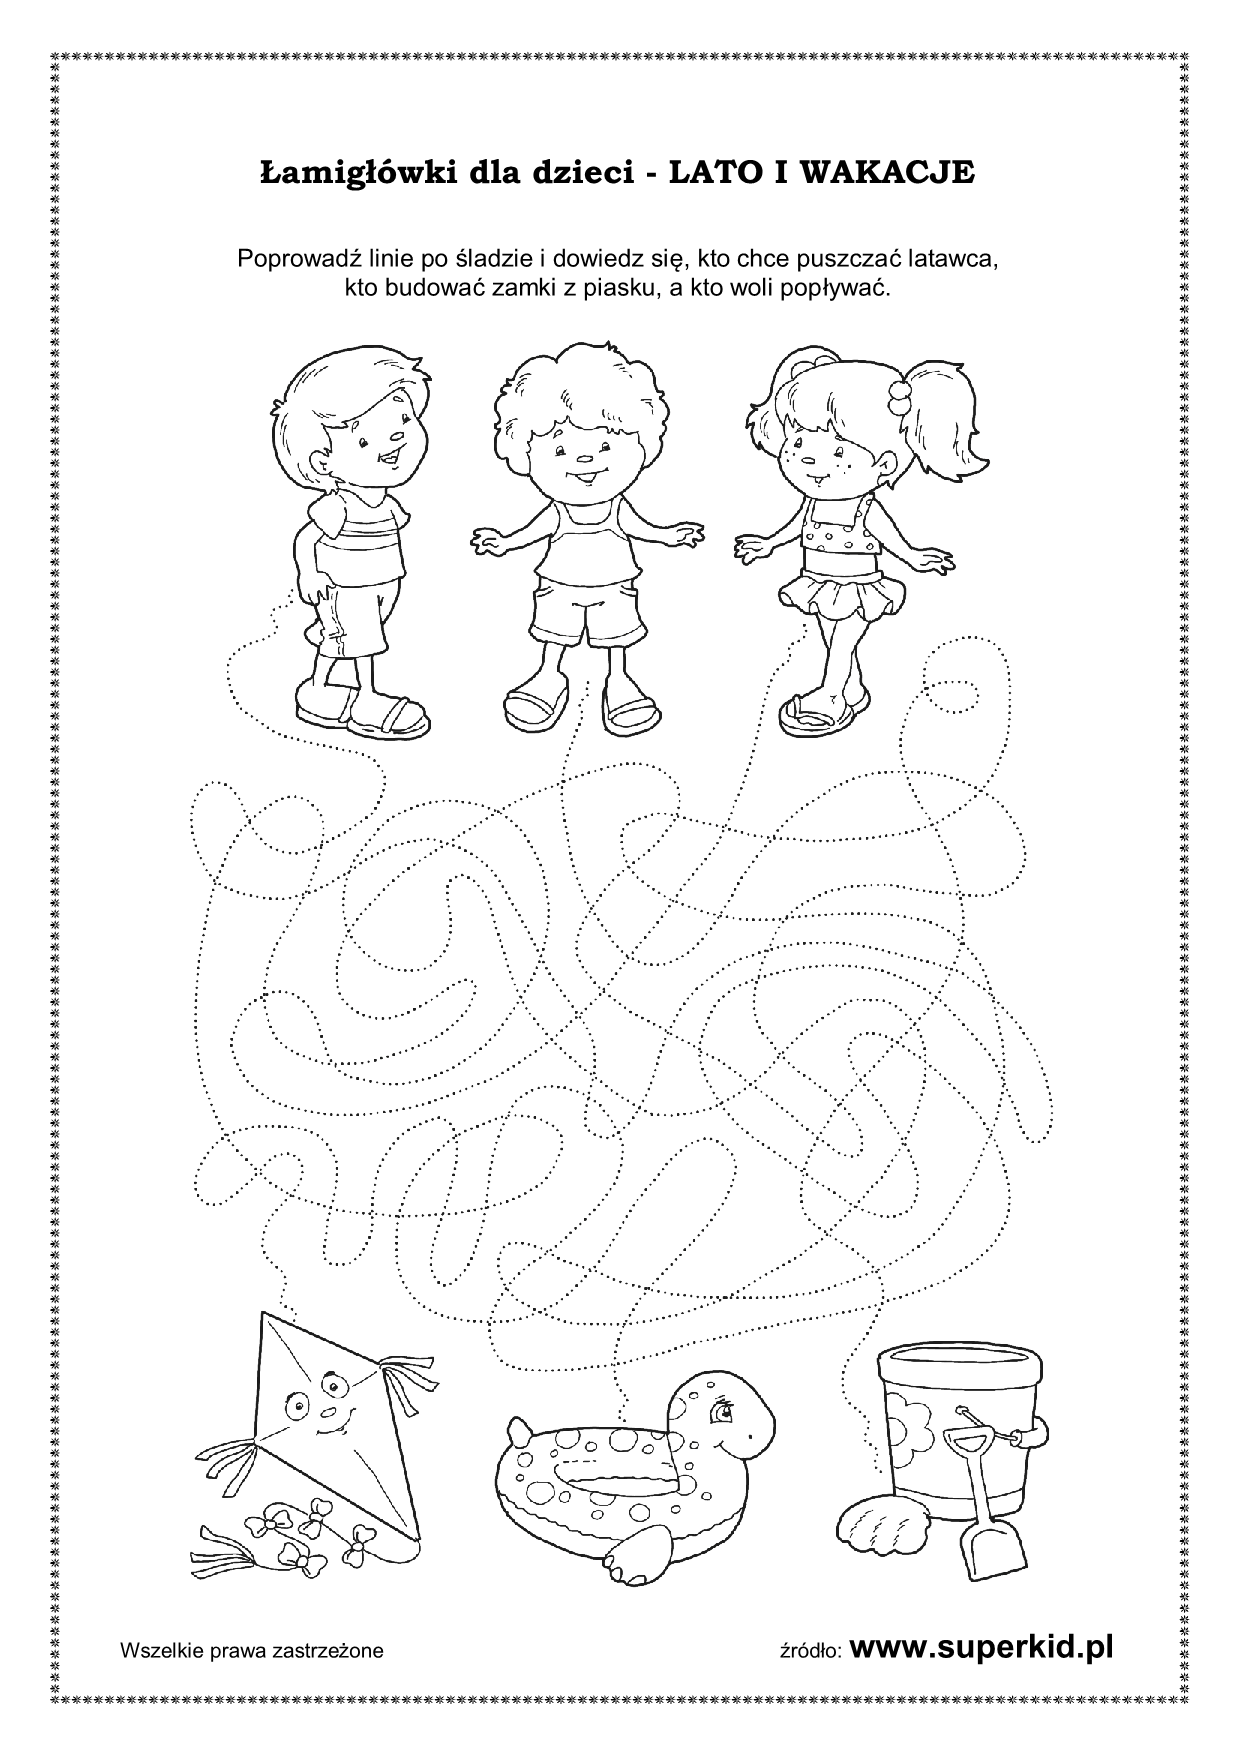 Łamigłówki dla dzieci - LATO I WAKACJE
Poprowadź linie po śladzie i dowiedz się, kto chce puszczać latawca,
kto budować zamki z piasku, a kto woli popływać.
Wszelkie prawa zastrzeżone
źródło: www.superkid.pl